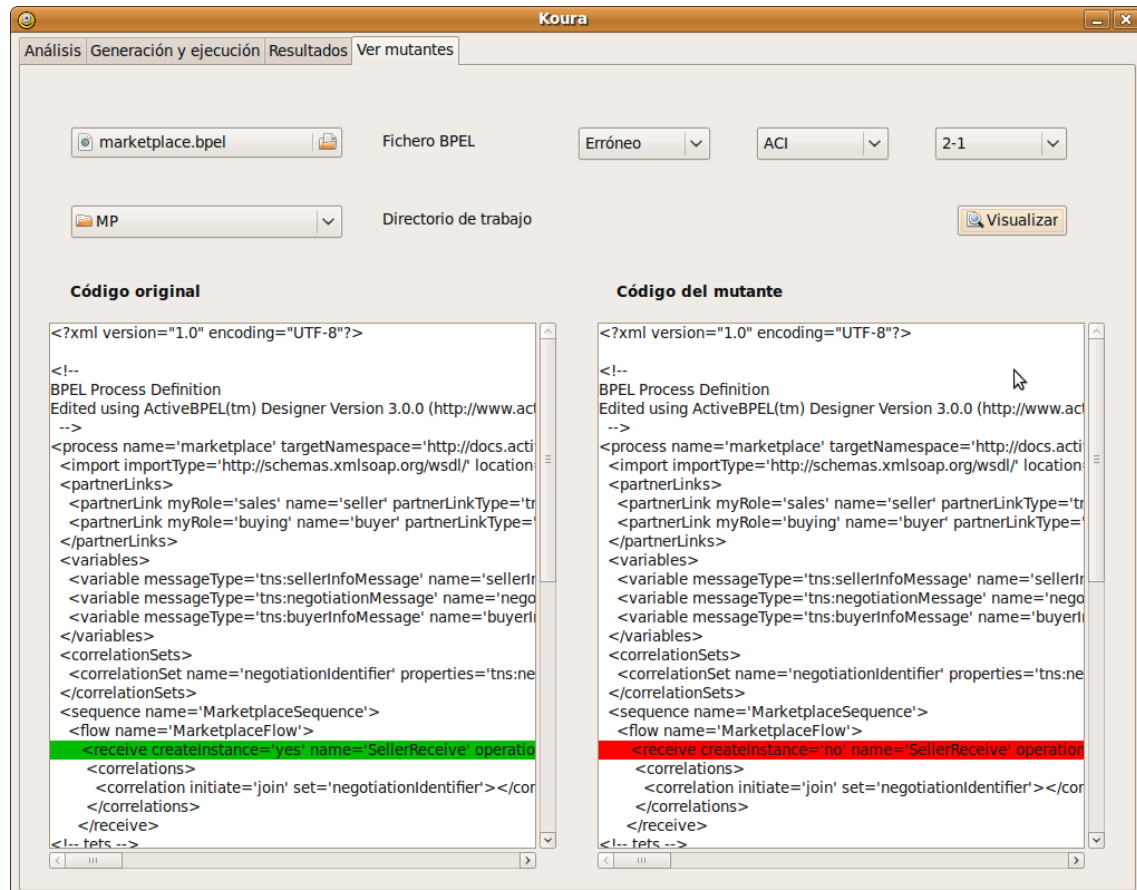 Koura
Análisis Generación y ejecución Resultados Ver mutantes
marketplace.bpel Fichero BPEL Erróneo ACI 2-1
MP Directorio de trabajo Visualizar
Código original
<?xml version="1.0" encoding="UTF-8"?>
<!--
BPEL Process Definition
Edited using ActiveBPEL(tm) Designer Version 3.0.0 (http://www.act
-->
<process name='marketplace' targetNamespace='http://docs.acti
<import importType='http://schemas.xmlsoap.org/wsdl/' location
<partnerLinks>
<partnerLink myRole='sales' name='seller' partnerLinkType='tr
<partnerLink myRole='buying' name='buyer' partnerLinkType='
</partnerLinks>
<variables>
<variable messageType='tns:sellerInfoMessage' name='sellerIr
<variable messageType='tns:negotiationMessage' name='nego
<variable messageType='tns:buyerInfoMessage' name='buyerI
</variables>
<correlationSets>
<correlationSet name='negotiationIdentifier' properties='tns:ne
</correlationSets>
<sequence name='MarketplaceSequence'>
<flow name='MarketplaceFlow'>
<receive createInstance='yes' name='SellerReceive' operatio
<correlations>
<correlation initiate='join' set='negotiationIdentifier'></cor
</correlations>
</receive>
<!-- tets -->
Código del mutante
<?xml version="1.0" encoding="UTF-8"?>
<!--
BPEL Process Definition
Edited using ActiveBPEL(tm) Designer Version 3.0.0 (http://www.act
-->
<process name='marketplace' targetNamespace='http://docs.acti
<import importType='http://schemas.xmlsoap.org/wsdl/' location
<partnerLinks>
<partnerLink myRole='sales' name='seller' partnerLinkType='tr
<partnerLink myRole='buying' name='buyer' partnerLinkType='
</partnerLinks>
<variables>
<variable messageType='tns:sellerInfoMessage' name='sellerIr
<variable messageType='tns:negotiationMessage' name='nego
<variable messageType='tns:buyerInfoMessage' name='buyerI
</variables>
<correlationSets>
<correlationSet name='negotiationIdentifier' properties='tns:ne
</correlationSets>
<sequence name='MarketplaceSequence'>
<flow name='MarketplaceFlow'>
<receive createInstance='no' name='SellerReceive' operation
<correlations>
<correlation initiate='join' set='negotiationIdentifier'></cor
</correlations>
</receive>
<!-- tets -->